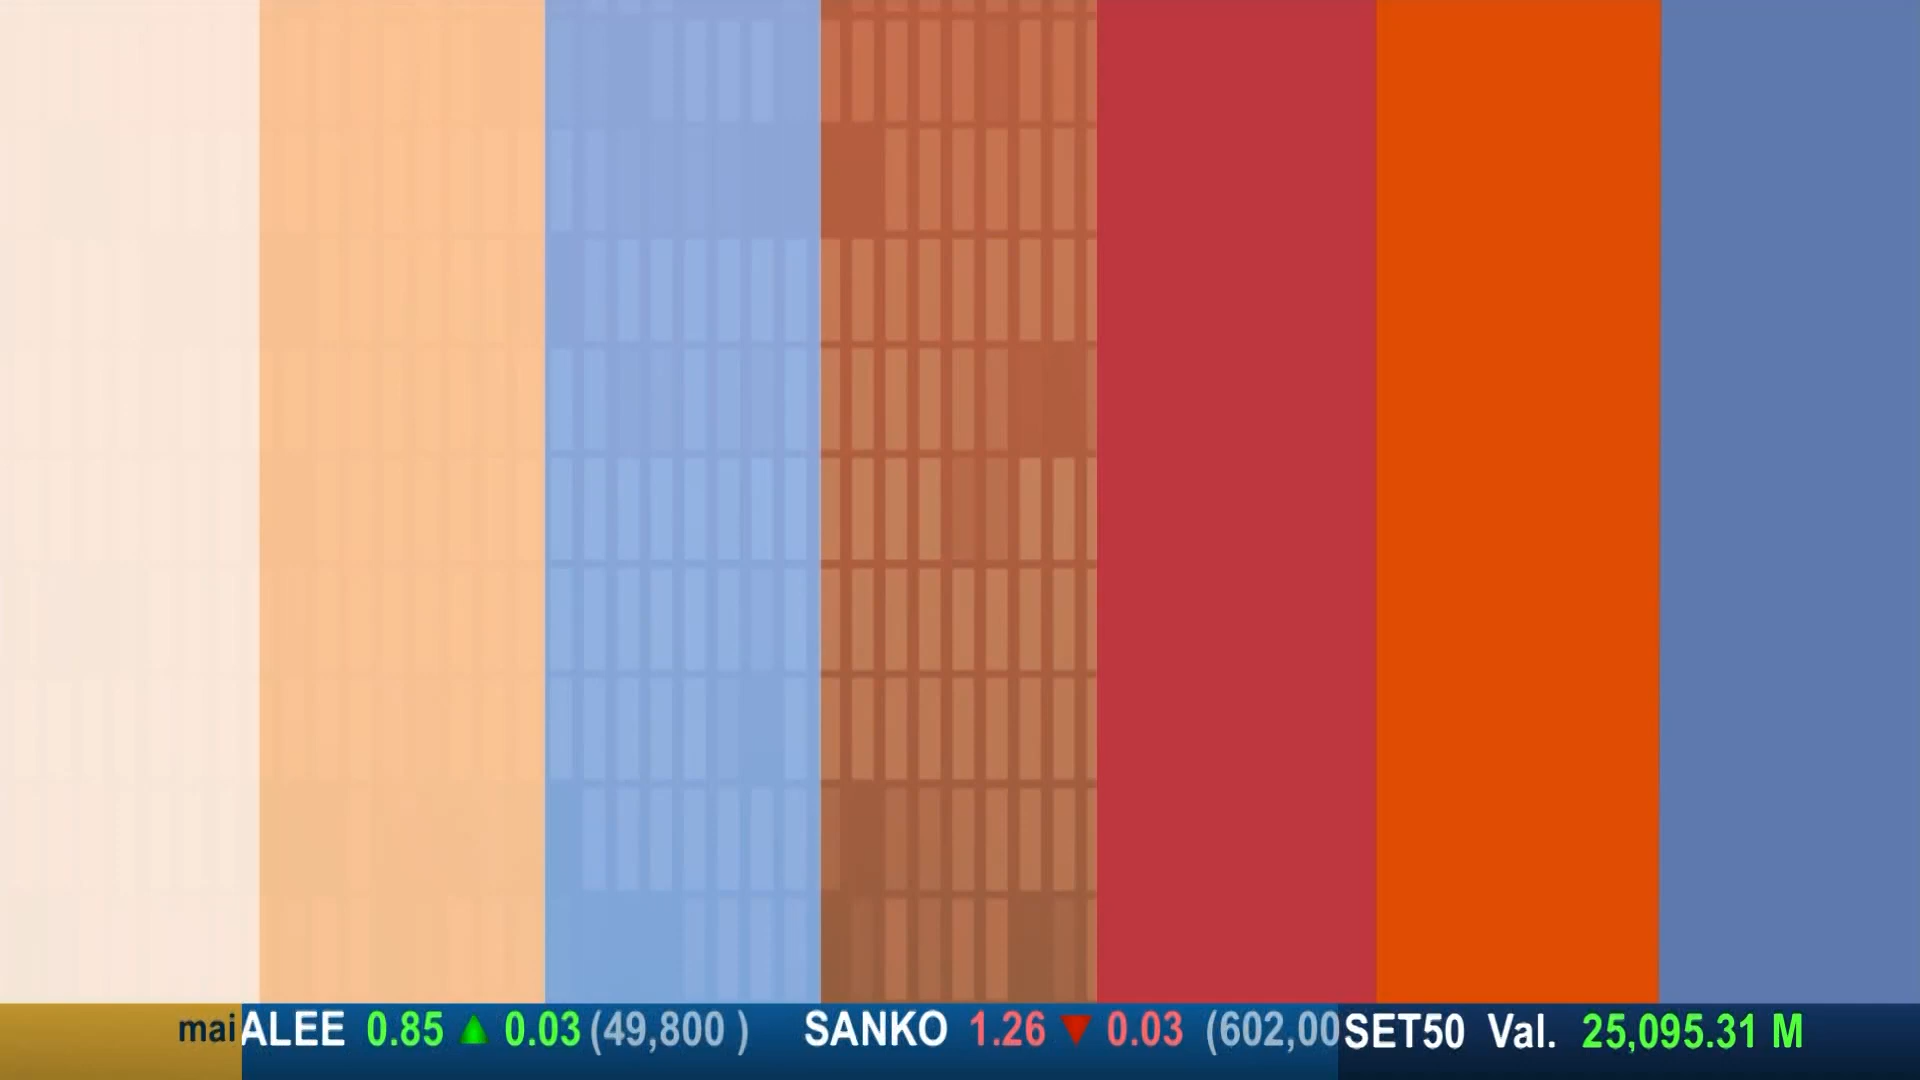 mai ALEE 0.85 ▲ 0.03 (49,800 ) SANKO 1.26 ▼ 0.03 (602,00 SET50 Val. 25,095.31 M